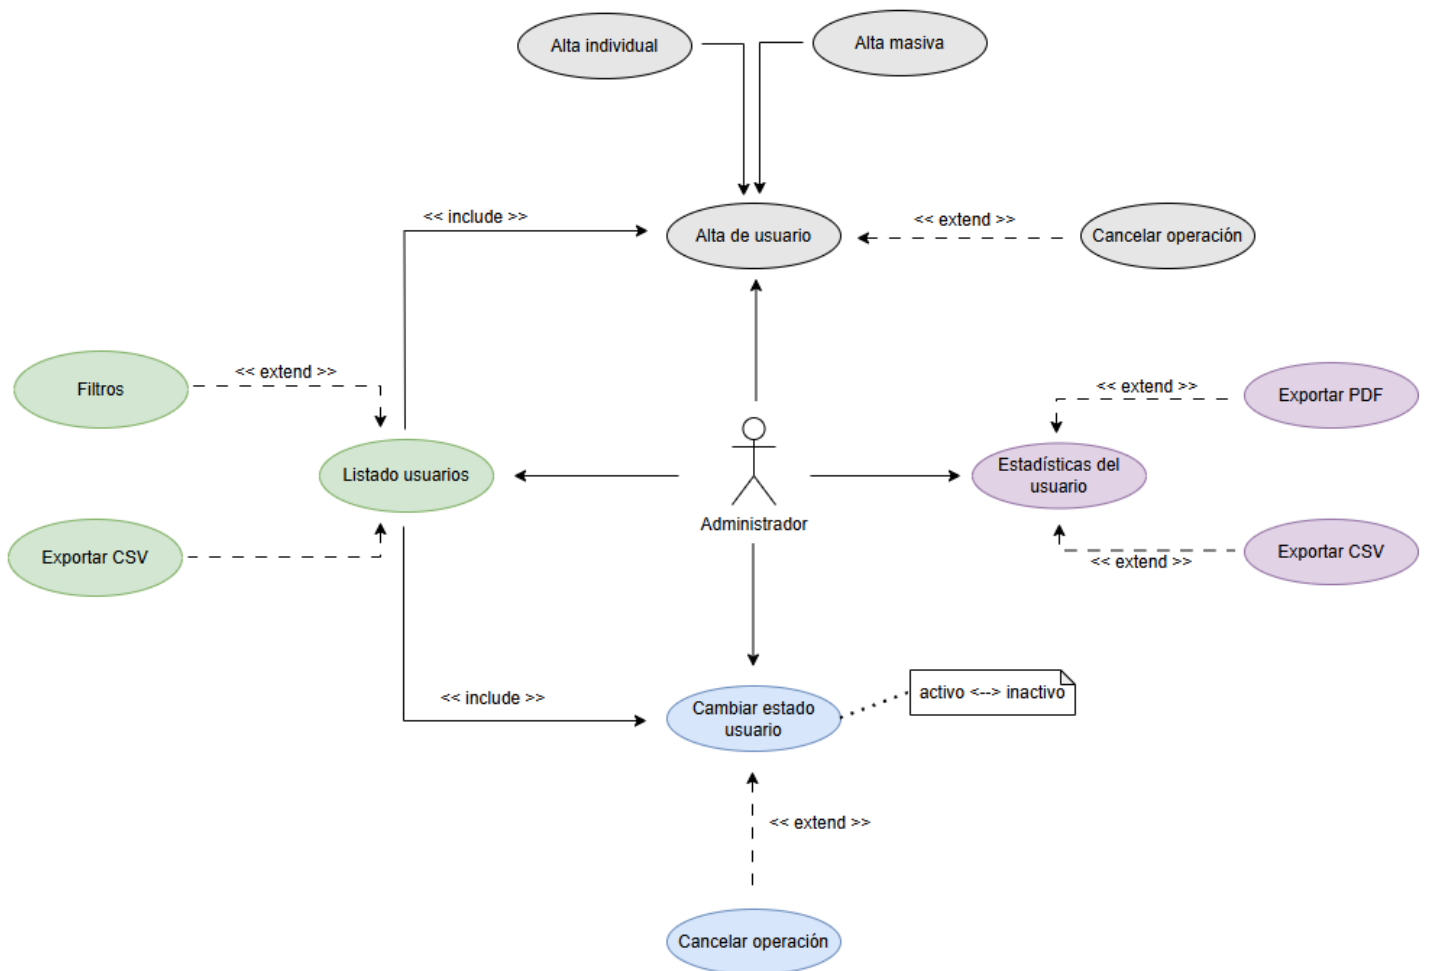 Alta individual
Alta masiva
<< include >>
Alta de usuario
<< extend >>
Cancelar operación
Filtros
<< extend >>
<< extend >>
Exportar PDF
Listado usuarios
Estadísticas del
usuario
Administrador
Exportar CSV
<< extend >>
Exportar CSV
<< include >>
Cambiar estado
usuario
activo <--> inactivo
<< extend >>
Cancelar operación